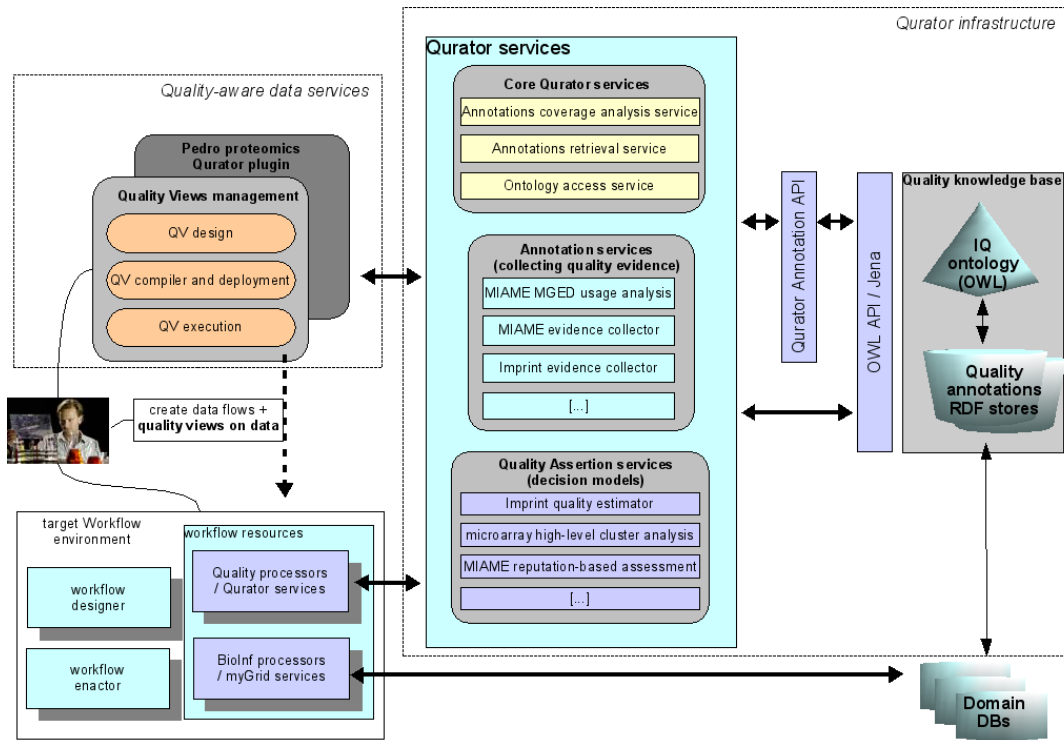 Qurator infrastructure
Qurator services
Core Qurator services
Annotations coverage analysis service
Annotations retrieval service
Ontology access service
Annotation services
(collecting quality evidence)
MIAME MGED usage analysis
MIAME evidence collector
Imprint evidence collector
[...]
Quality Assertion services
(decision models)
Imprint quality estimator
microarray high-level cluster analysis
MIAME reputation-based assessment
[...]
Quality-aware data services
Pedro proteomics
Qurator plugin
Quality Views management
QV design
QV compiler and deployment
QV execution
create data flows +
quality views on data
target Workflow
environment
workflow
designer
workflow
enactor
workflow resources
Quality processors
/ Qurator services
BioInf processors
/ myGrid services
Qurator Annotation API
OWL API / Jena
Quality knowledge base
IQ
ontology
(OWL)
Quality
annotations
RDF stores
Domain
DBs